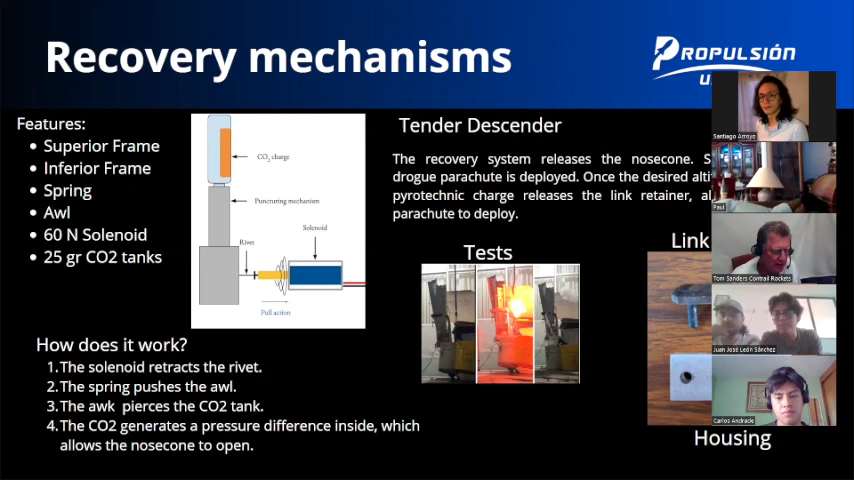 Recovery mechanisms
PROPULSIÓN
Features:
Superior Frame
Inferior Frame
Spring
Awl
60 N Solenoid
25 gr CO2 tanks
CO2 charge
Puncturing mechanism
Solenoid
Rivet
Pull action
How does it work?
1.The solenoid retracts the rivet.
2.The spring pushes the awl.
3.The awk pierces the CO2 tank.
4.The CO2 generates a pressure difference inside, which
allows the nosecone to open.
Tender Descender
The recovery system releases the nosecone.
drogue parachute is deployed. Once the desired
pyrotechnic charge releases the link retainer,
parachute to deploy.
Tests
Link
Housing
Santiago Arroyo
Paul
Tom Sanders Contrail Rockets
Juan José León Sánchez
Carlos Andrade